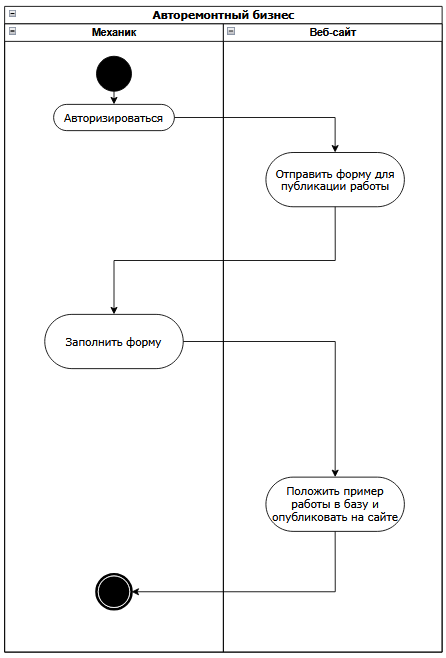 Авторемонтный бизнес
Механик
Веб-сайт
Авторизироваться
Отправить форму для
публикации работы
Заполнить форму
Положить пример
работы в базу и
опубликовать на сайте